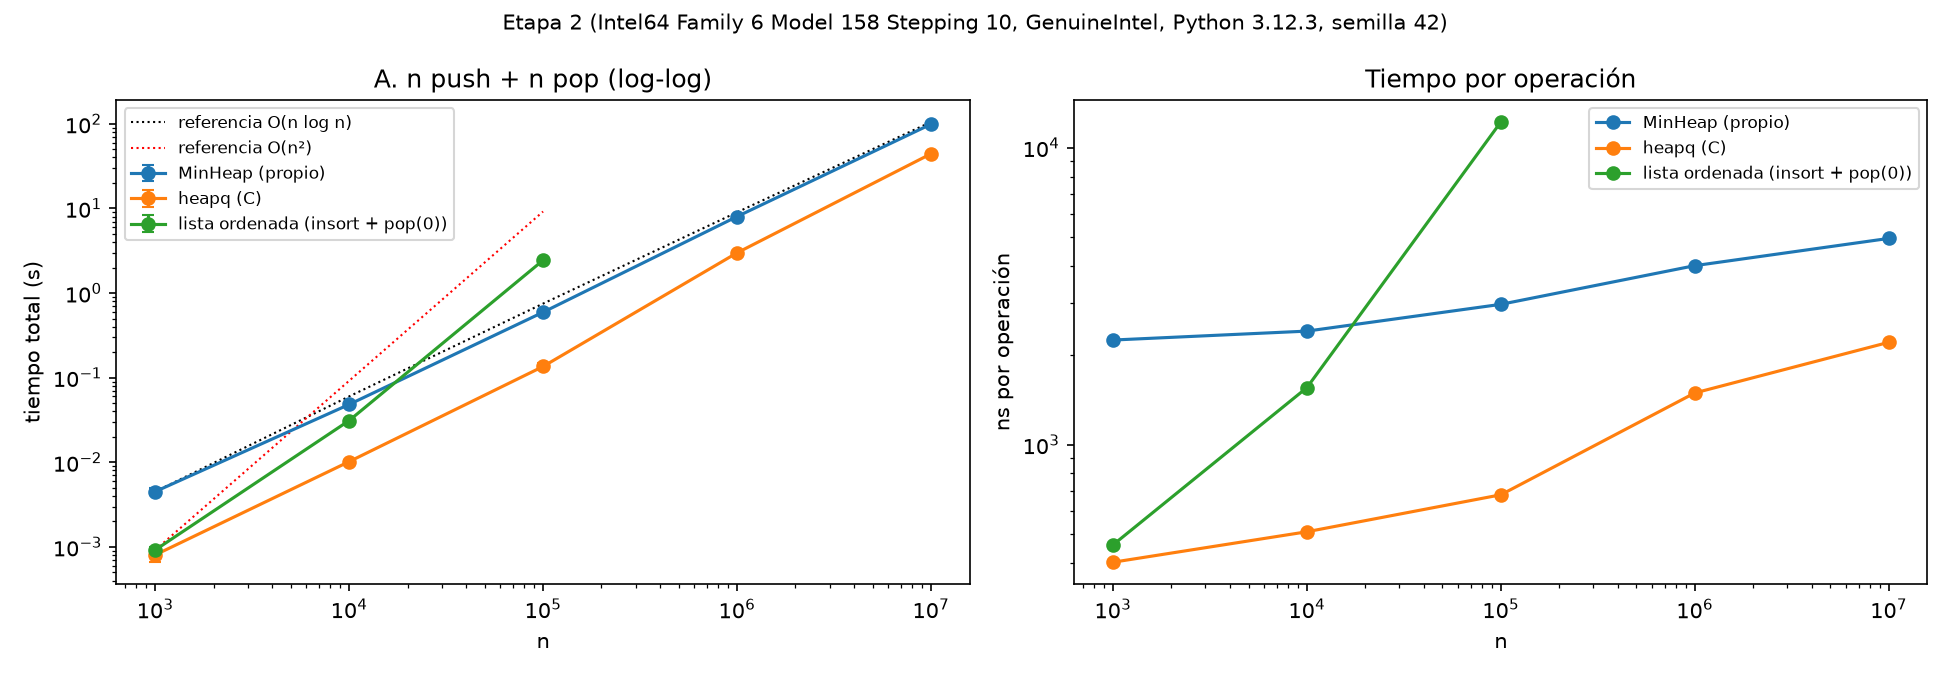 Etapa 2 (Intel64 Family 6 Model 158 Stepping 10, GenuineIntel, Python 3.12.3, semilla 42)
A. n push + n pop (log-log)
referencia O(n log n)
referencia O(n²)
MinHeap (propio)
heapq (C)
lista ordenada (insort + pop(0))
tiempo total (s)
10²
10¹
10⁰
10⁻¹
10⁻²
10⁻³
10³ 10⁴ 10⁵ 10⁶ 10⁷
n
Tiempo por operación
MinHeap (propio)
heapq (C)
lista ordenada (insort + pop(0))
ns por operación
10⁴
10³
10³ 10⁴ 10⁵ 10⁶ 10⁷
n